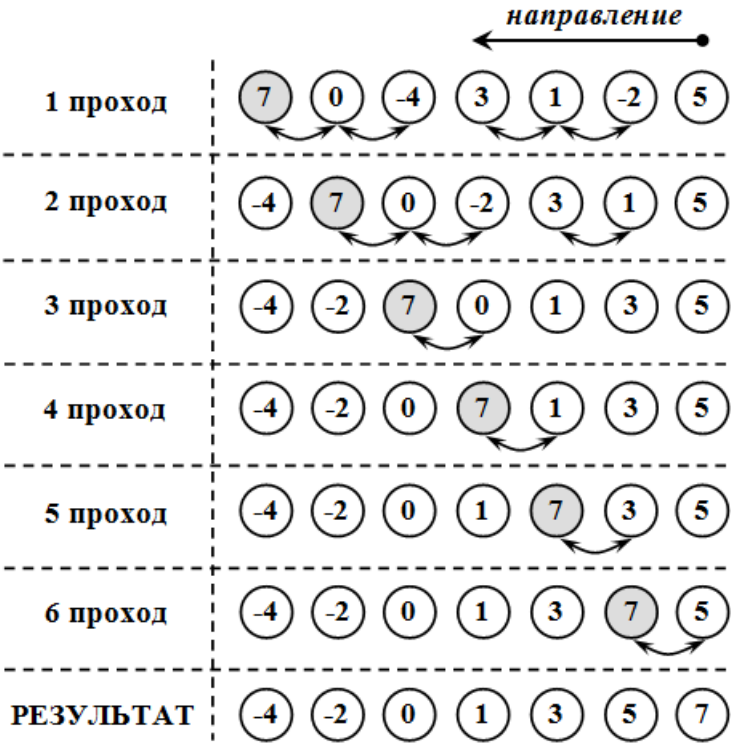 направление
1 проход 7 0 -4 3 1 -2 5
2 проход -4 7 0 -2 3 1 5
3 проход -4 -2 7 0 1 3 5
4 проход -4 -2 0 7 1 3 5
5 проход -4 -2 0 1 7 3 5
6 проход -4 -2 0 1 3 7 5
РЕЗУЛЬТАТ -4 -2 0 1 3 5 7